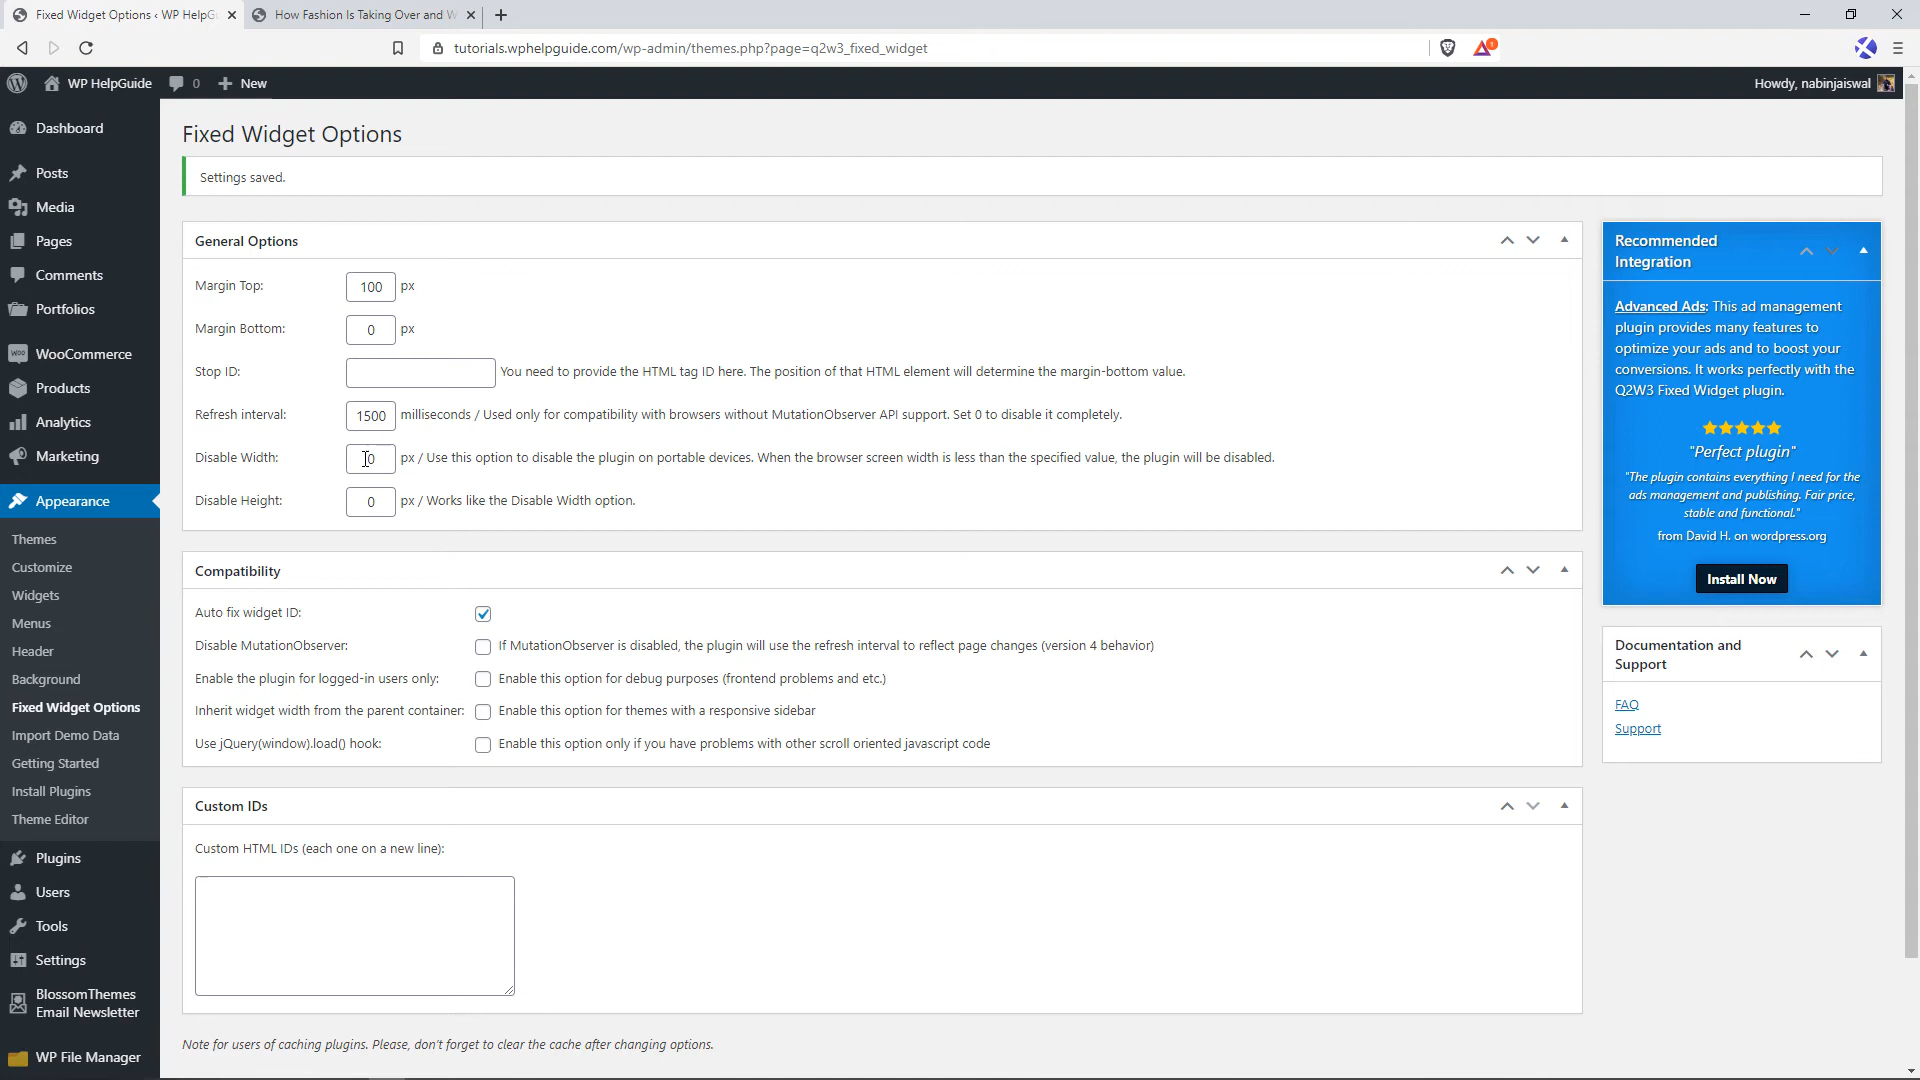 Fixed Widget Options ‹ WP HelpGu
How Fashion Is Taking Over and W
tutorials.wphelpguide.com/wp-admin/themes.php?page=q2w3_fixed_widget
1
WP HelpGuide
0
New
Howdy, nabinjaiswal
Dashboard
Posts
Media
Pages
Comments
Portfolios
WooCommerce
Products
Analytics
Marketing
Appearance
Themes
Customize
Widgets
Menus
Header
Background
Fixed Widget Options
Import Demo Data
Getting Started
Install Plugins
Theme Editor
Plugins
Users
Tools
Settings
BlossomThemes
Email Newsletter
WP File Manager
Fixed Widget Options
Settings saved.
General Options
Margin Top: 100 px
Margin Bottom: 0 px
Stop ID: You need to provide the HTML tag ID here. The position of that HTML element will determine the margin-bottom value.
Refresh interval: 1500 milliseconds / Used only for compatibility with browsers without MutationObserver API support. Set 0 to disable it completely.
Disable Width: 0 px / Use this option to disable the plugin on portable devices. When the browser screen width is less than the specified value, the plugin will be disabled.
Disable Height: 0 px / Works like the Disable Width option.
Compatibility
Auto fix widget ID:
Disable MutationObserver: If MutationObserver is disabled, the plugin will use the refresh interval to reflect page changes (version 4 behavior)
Enable the plugin for logged-in users only: Enable this option for debug purposes (frontend problems and etc.)
Inherit widget width from the parent container: Enable this option for themes with a responsive sidebar
Use jQuery(window).load() hook: Enable this option only if you have problems with other scroll oriented javascript code
Custom IDs
Custom HTML IDs (each one on a new line):
Note for users of caching plugins. Please, don't forget to clear the cache after changing options.
Recommended
Integration
Advanced Ads: This ad management
plugin provides many features to
optimize your ads and to boost your
conversions. It works perfectly with the
Q2W3 Fixed Widget plugin.
"Perfect plugin"
"The plugin contains everything I need for the
ads management and publishing. Fair price,
stable and functional."
from David H. on wordpress.org
Install Now
Documentation and
Support
FAQ
Support